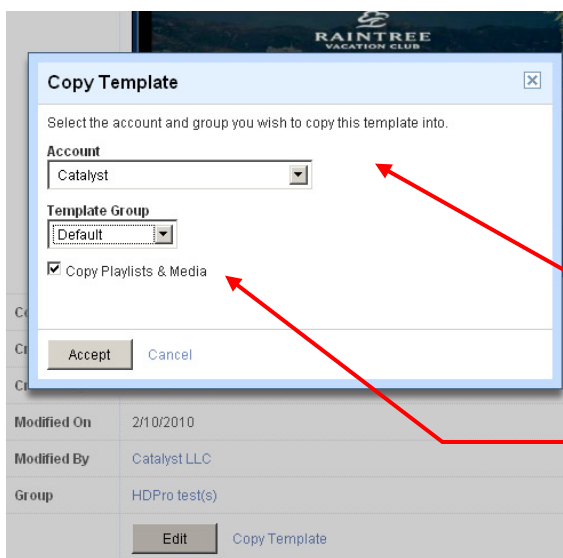 RAINTREE
VACATION CLUB
Copy Template
Select the account and group you wish to copy this template into.
Account
Catalyst
Template Group
Default
Copy Playlists & Media
Accept Cancel
Modified On 2/10/2010
Modified By Catalyst LLC
Group HDPro test(s)
Edit Copy Template